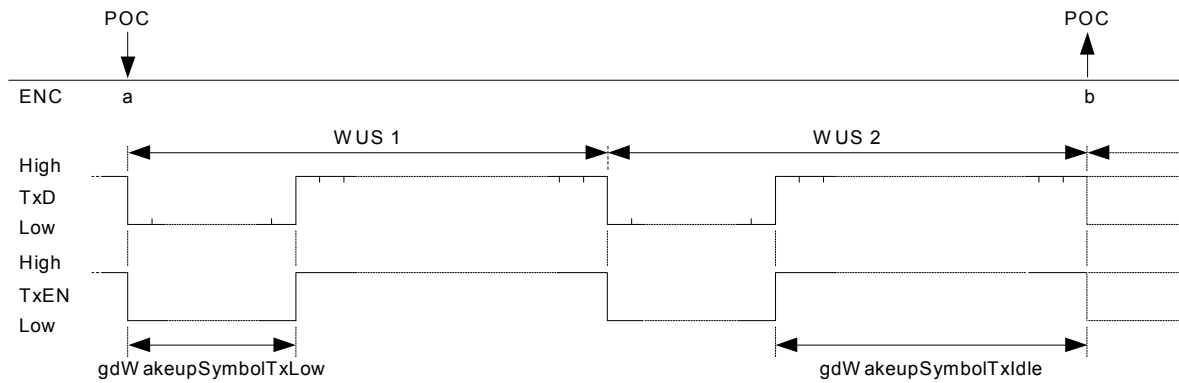 POC POC
ENC a b
WUS 1 WUS 2
High
TxD
Low
High
TxEN
Low
gdWakeupSymbolTxLow gdWakeupSymbolTxIdle